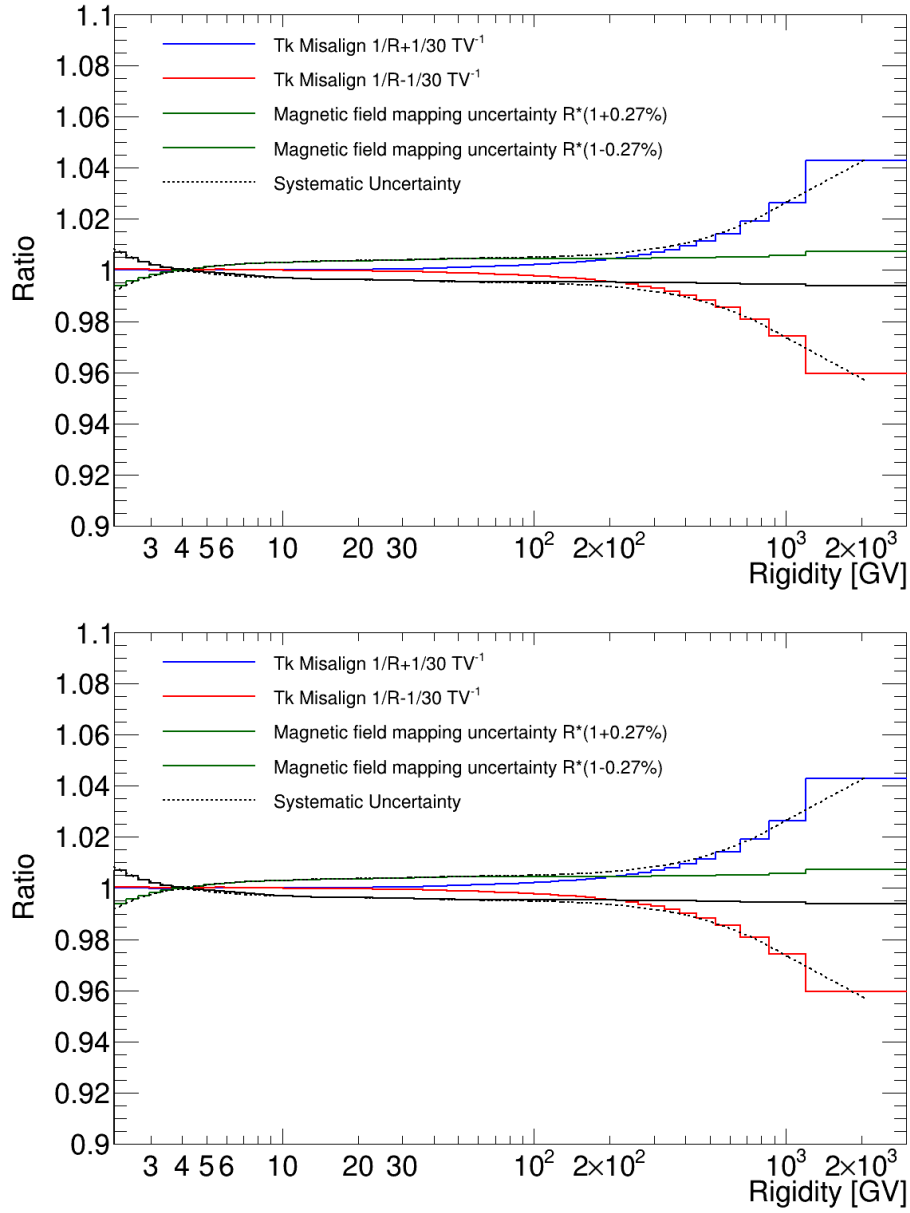 1.1
Tk Misalign 1/R+1/30 TV⁻¹
1.08
Tk Misalign 1/R-1/30 TV⁻¹
Magnetic field mapping uncertainty R*(1+0.27%)
1.06
Magnetic field mapping uncertainty R*(1-0.27%)
1.04
Systematic Uncertainty
1.02
1
0.98
0.96
0.94
0.92
0.9
Ratio
3 4 5 6 10 20 30 10² 2×10² 10³ 2×10³
Rigidity [GV]
1.1
Tk Misalign 1/R+1/30 TV⁻¹
1.08
Tk Misalign 1/R-1/30 TV⁻¹
Magnetic field mapping uncertainty R*(1+0.27%)
1.06
Magnetic field mapping uncertainty R*(1-0.27%)
1.04
Systematic Uncertainty
1.02
1
0.98
0.96
0.94
0.92
0.9
Ratio
3 4 5 6 10 20 30 10² 2×10² 10³ 2×10³
Rigidity [GV]